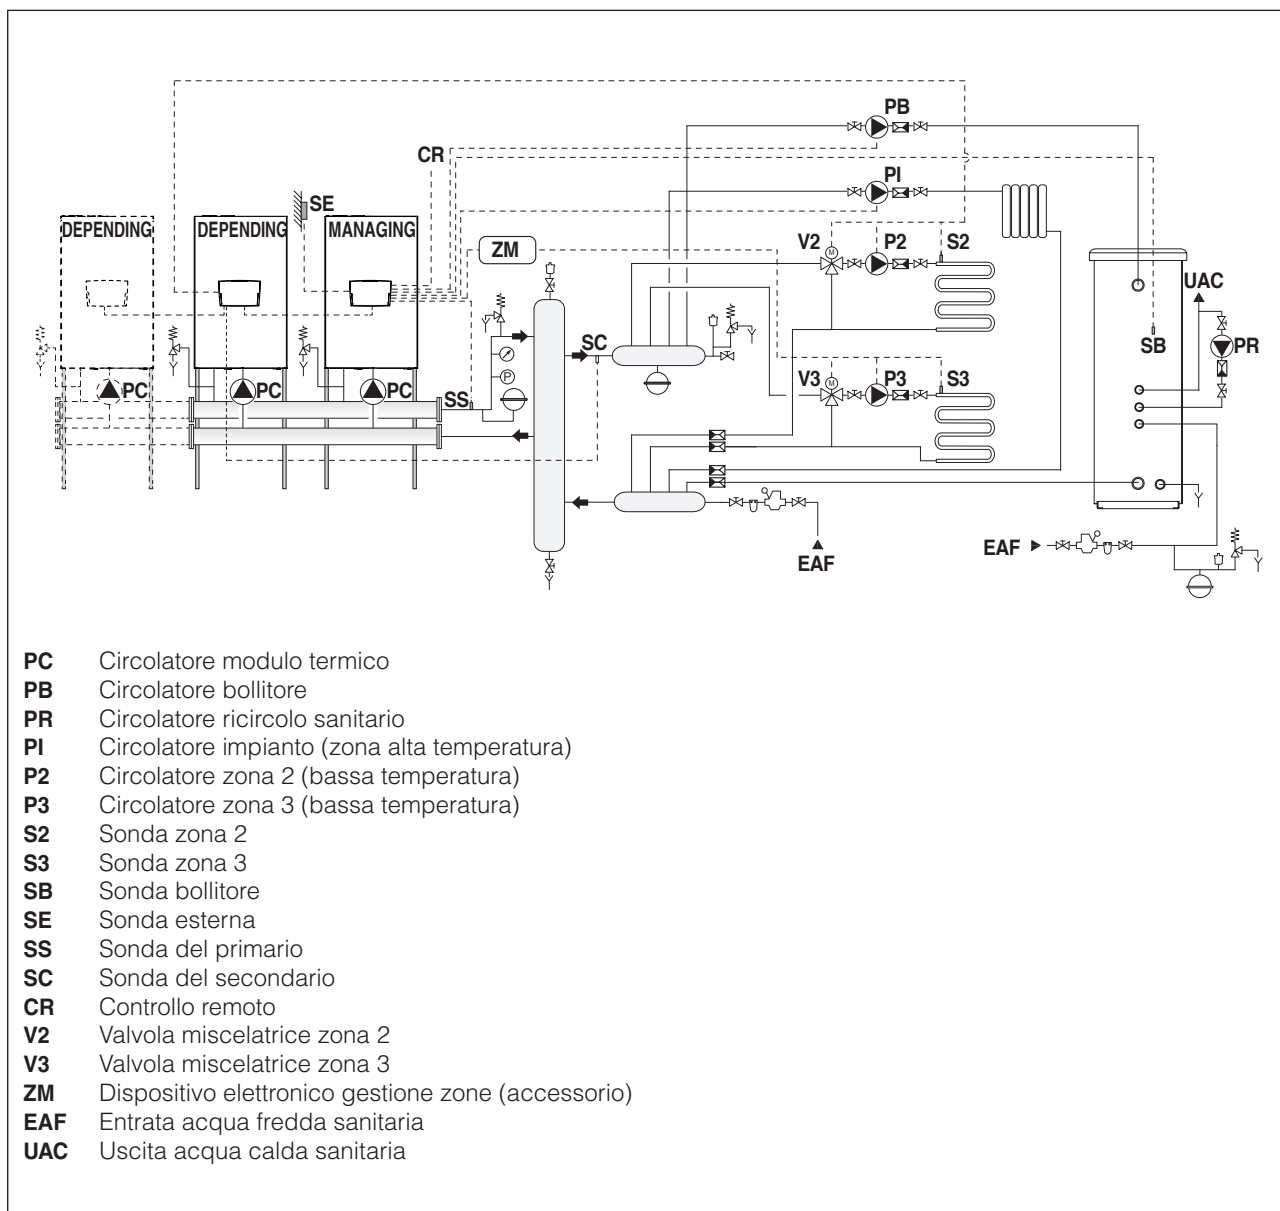 PB
CR
PI
SE
DEPENDING DEPENDING MANAGING
ZM
V2 P2 S2
UAC
SC
SB PR
V3 P3 S3
PC PC PC
SS
P
M
M
EAF
EAF
PC Circolatore modulo termico
PB Circolatore bollitore
PR Circolatore ricircolo sanitario
PI Circolatore impianto (zona alta temperatura)
P2 Circolatore zona 2 (bassa temperatura)
P3 Circolatore zona 3 (bassa temperatura)
S2 Sonda zona 2
S3 Sonda zona 3
SB Sonda bollitore
SE Sonda esterna
SS Sonda del primario
SC Sonda del secondario
CR Controllo remoto
V2 Valvola miscelatrice zona 2
V3 Valvola miscelatrice zona 3
ZM Dispositivo elettronico gestione zone (accessorio)
EAF Entrata acqua fredda sanitaria
UAC Uscita acqua calda sanitaria